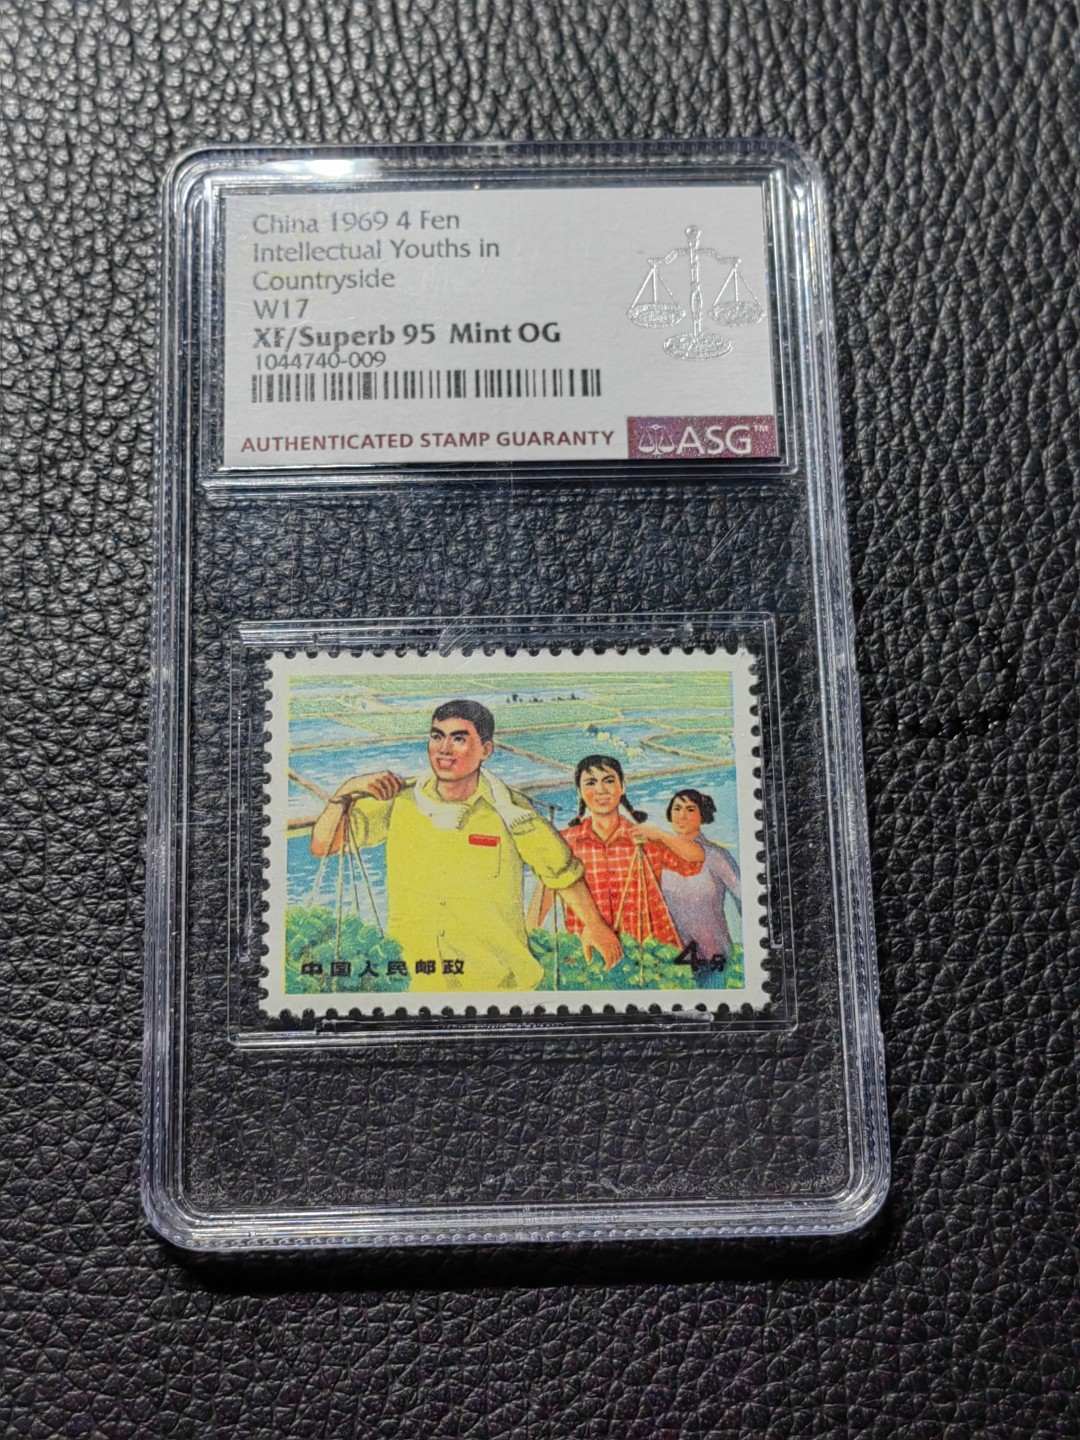 China 1969 4 Fen
Intellectual Youths in
Countryside
W17
XF/Superb 95 Mint OG
1044740-009
AUTHENTICATED STAMP GUARANTY
ASG™
中国人民邮政
4分